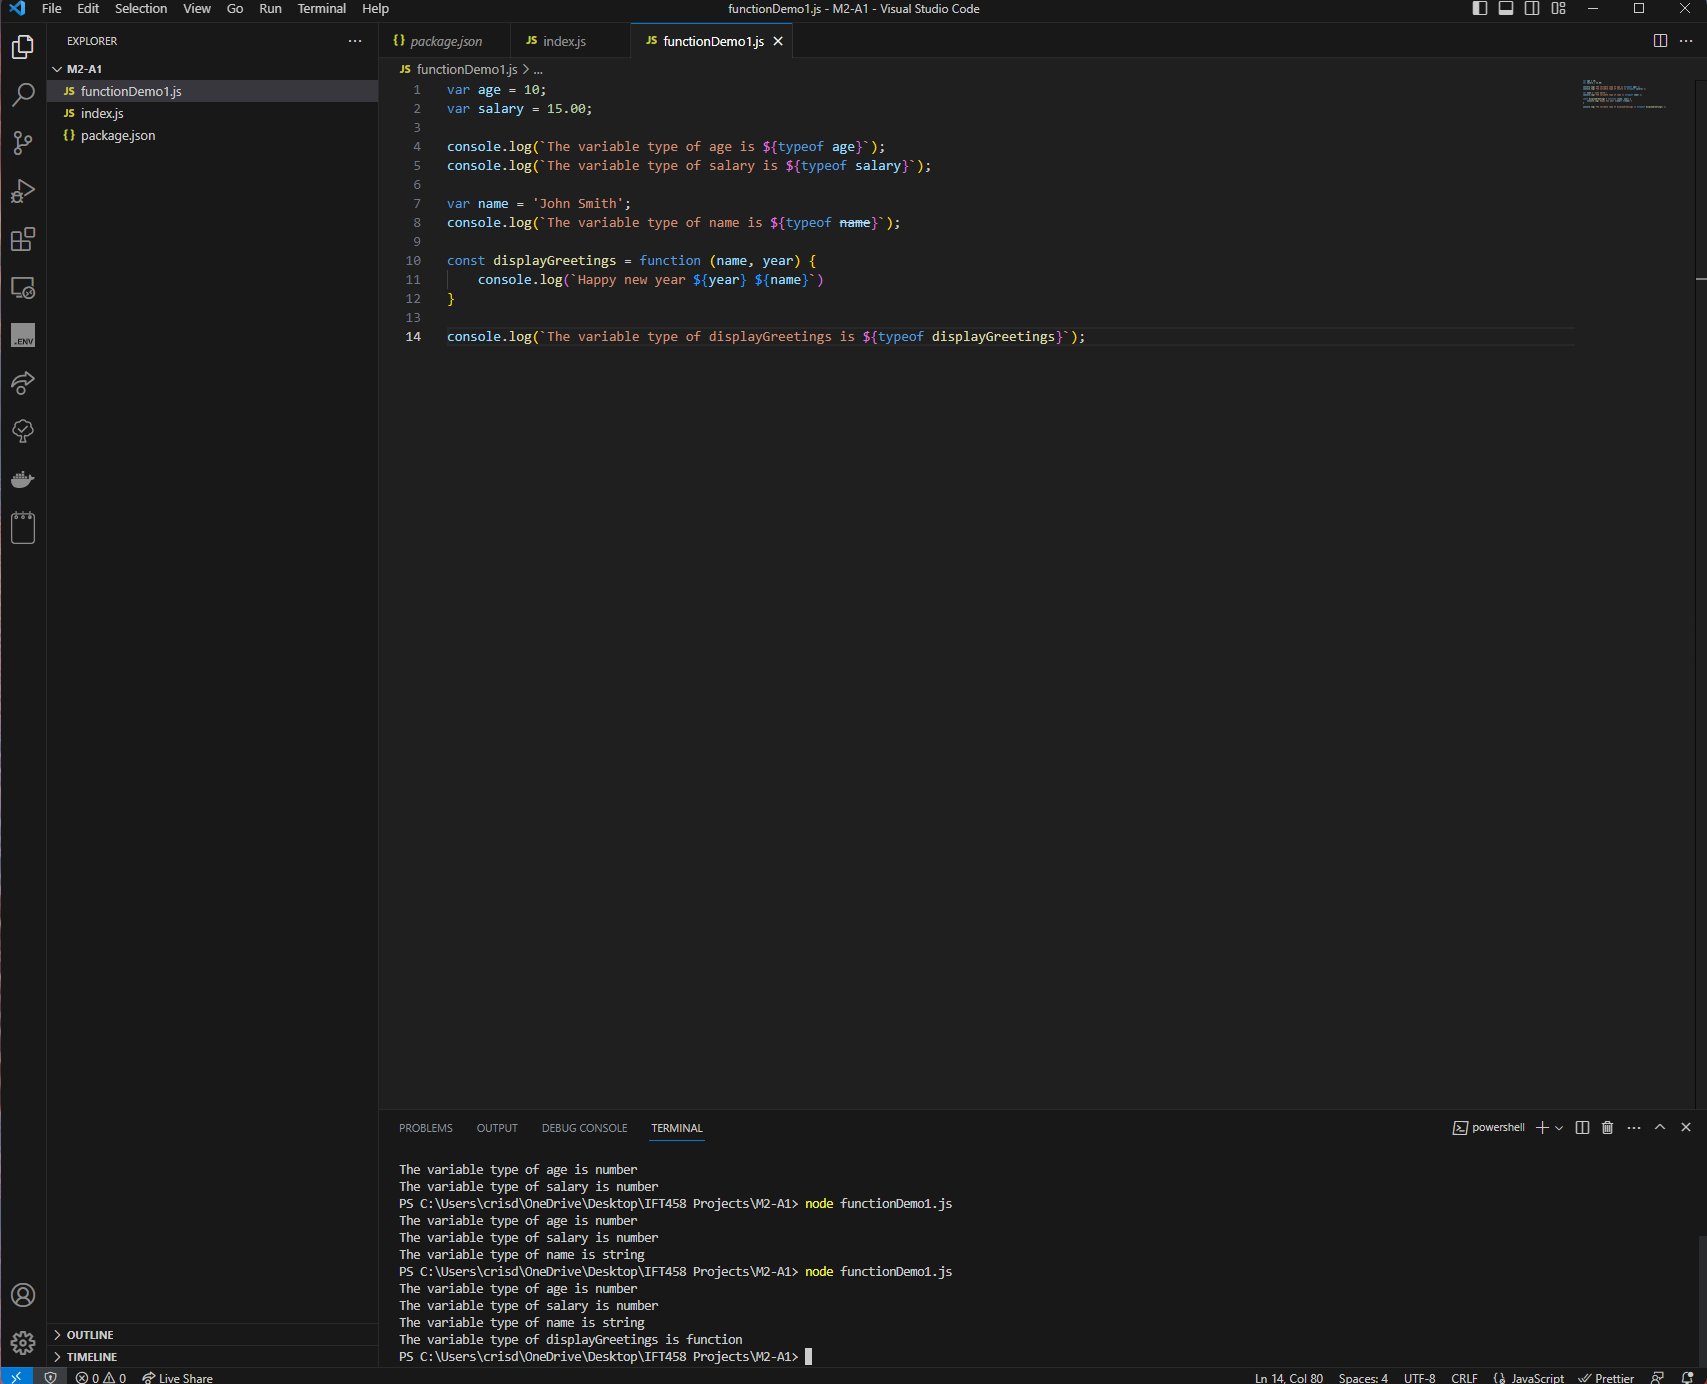 File Edit Selection View Go Run Terminal Help
functionDemo1.js - M2-A1 - Visual Studio Code
EXPLORER
M2-A1
JS functionDemo1.js
JS index.js
{} package.json
.ENV
OUTLINE
TIMELINE
{} package.json JS index.js JS functionDemo1.js
JS functionDemo1.js > ...
1 var age = 10;
2 var salary = 15.00;
3
4 console.log(`The variable type of age is ${typeof age}`);
5 console.log(`The variable type of salary is ${typeof salary}`);
6
7 var name = 'John Smith';
8 console.log(`The variable type of name is ${typeof name}`);
9
10 const displayGreetings = function (name, year) {
11 console.log(`Happy new year ${year} ${name}`)
12 }
13
14 console.log(`The variable type of displayGreetings is ${typeof displayGreetings}`);
PROBLEMS OUTPUT DEBUG CONSOLE TERMINAL
powershell
The variable type of age is number
The variable type of salary is number
PS C:\Users\crisd\OneDrive\Desktop\IFT458 Projects\M2-A1> node functionDemo1.js
The variable type of age is number
The variable type of salary is number
The variable type of name is string
PS C:\Users\crisd\OneDrive\Desktop\IFT458 Projects\M2-A1> node functionDemo1.js
The variable type of age is number
The variable type of salary is number
The variable type of name is string
The variable type of displayGreetings is function
PS C:\Users\crisd\OneDrive\Desktop\IFT458 Projects\M2-A1>
0 0 Live Share
Ln 14, Col 80 Spaces: 4 UTF-8 CRLF {} JavaScript Prettier